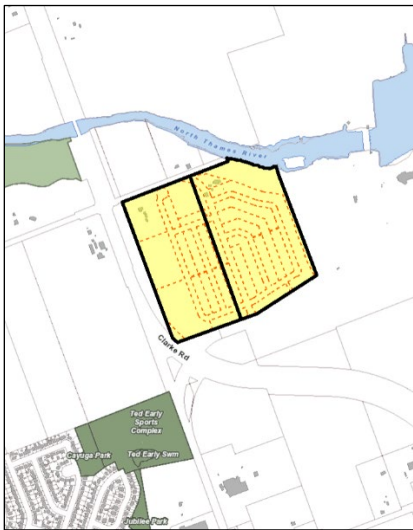 North Thames River
Clarke Rd
Ted Early
Sports
Complex
Cayuga Park
Ted Early Swm
Jubilee Park